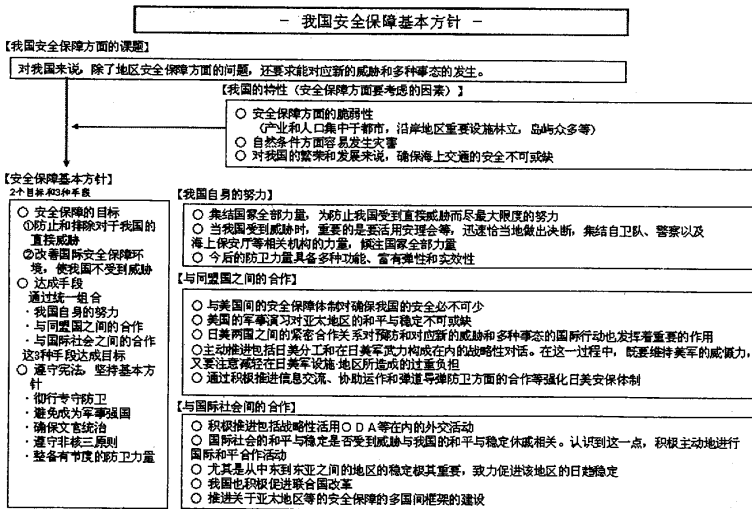 － 我国安全保障基本方针 －
【我国安全保障方面的课题】
对我国来说，除了地区安全保障方面的问题，还要求能对应新的威胁和多种事态的发生。
【我国的特性（安全保障方面要考虑的因素）】
○ 安全保障方面的脆弱性
（产业和人口集中于都市，沿岸地区重要设施林立，岛屿众多等）
○ 自然条件方面容易发生灾害
○ 对我国的繁荣和发展来说，确保海上交通的安全不可或缺
【安全保障基本方针】
2个目标和3种手段
○ 安全保障的目标
①防止和排除对于我国的
直接威胁
②改善国际安全保障环
境，使我国不受到威胁
○ 达成手段
通过统一组合
・我国自身的努力
・与同盟国之间的合作
・与国际社会之间的合作
这3种手段达成目标
○ 遵守宪法，坚持基本方
针
・彻行专守防卫
・避免成为军事强国
・确保文官统治
・遵守非核三原则
・整备有节度的防卫力量
【我国自身的努力】
○ 集结国家全部力量，为防止我国受到直接威胁而尽最大限度的努力
○ 当我国受到威胁时，重要的是要活用安理会等，迅速恰当地做出决断，集结自卫队、警察以及
海上保安厅等相关机构的力量，倾注国家全部力量
○ 今后的防卫力量具备多种功能、富有弹性和实效性
【与同盟国之间的合作】
○ 与美国间的安全保障体制对确保我国的安全必不可少
○ 美国的军事演习对亚太地区的和平与稳定不可或缺
○ 日美两国之间的紧密合作关系对预防和对应新的威胁和多种事态的国际行动也发挥着重要的作用
○主动推进包括日美分工和在日美军武力构成在内的战略性对话。在这一过程中，既要维持美军的威慑力，
又要注意减轻在日美军设施·地区所造成的过重负担
○ 通过积极推进信息交流、协助运作和弹道导弹防卫方面的合作等强化日美安保体制
【与国际社会间的合作】
○ 积极推进包括战略性活用ＯＤＡ等在内的外交活动
○ 国际社会的和平与稳定是否受到威胁与我国的和平与稳定休戚相关。认识到这一点，积极主动地进行
国际和平合作活动
○ 尤其是从中东到东亚之间的地区的稳定极其重要，致力促进该地区的日趋稳定
○ 我国也积极促进联合国改革
○ 推进关于亚太地区等的安全保障的多国间框架的建设